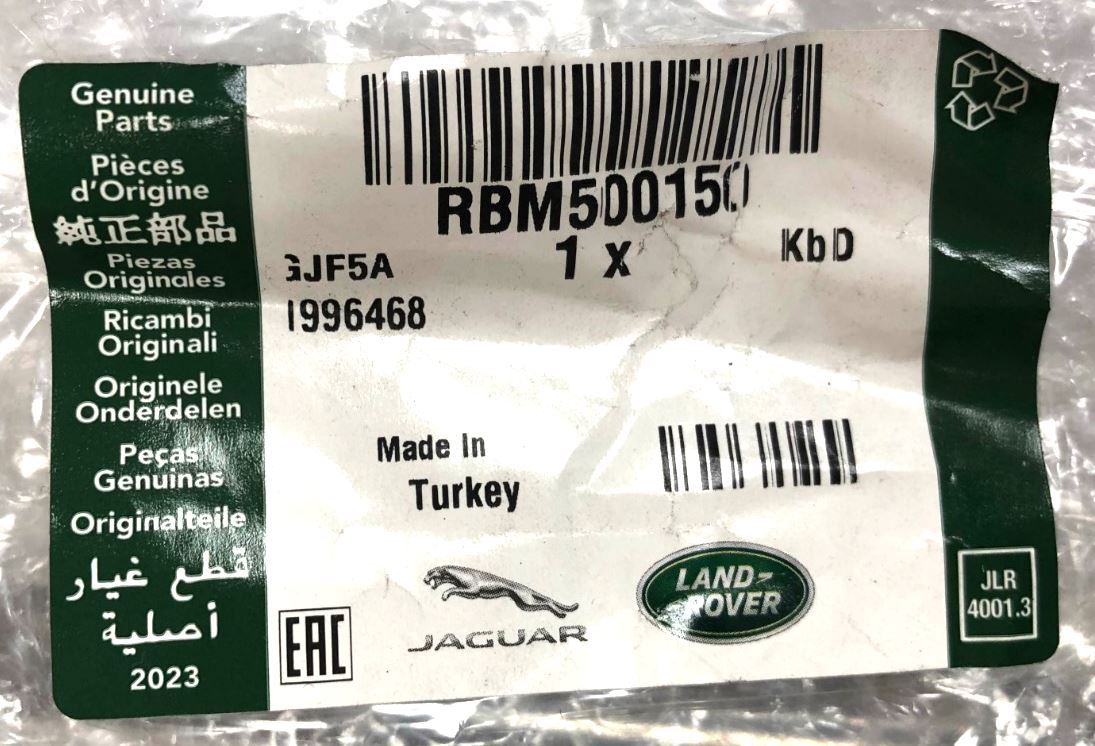 Genuine
Parts
Pièces
d'Origine
純正部品
Piezas
Originales
Ricambi
Originali
Originele
Onderdelen
Peças
Genuinas
Originalteile
قطع غيار
أصلية
2023
RBM500150
1 x
KbD
GJF5A
1996468
Made In
Turkey
EAC
JAGUAR
LAND-
ROVER
JLR
4001.3